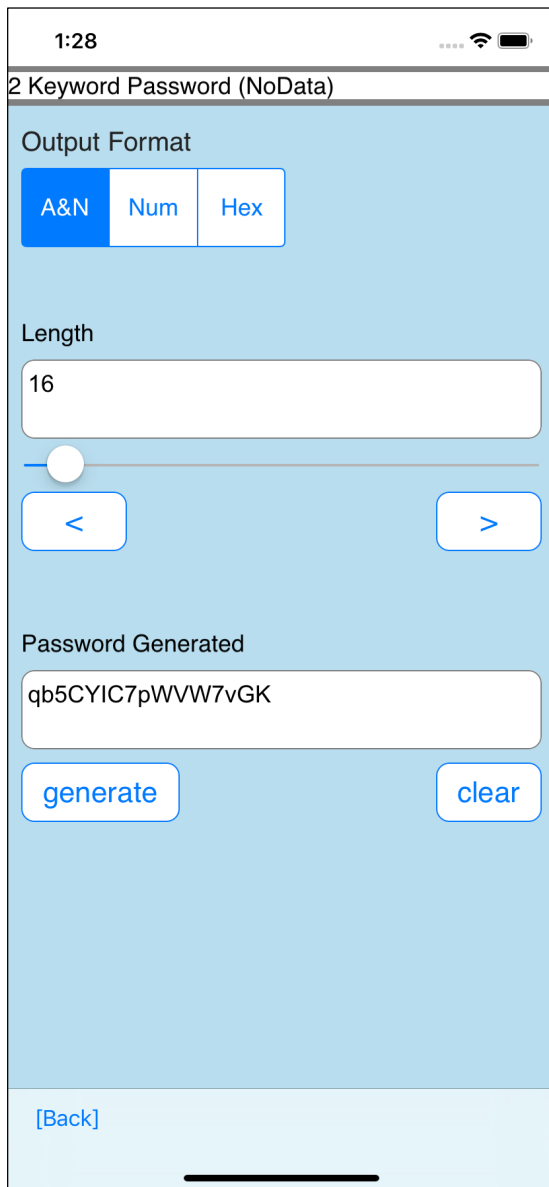 1:28
2 Keyword Password (NoData)
Output Format
A&N Num Hex
Length
16
< >
Password Generated
qb5CYIC7pWVW7vGK
generate clear
[Back]